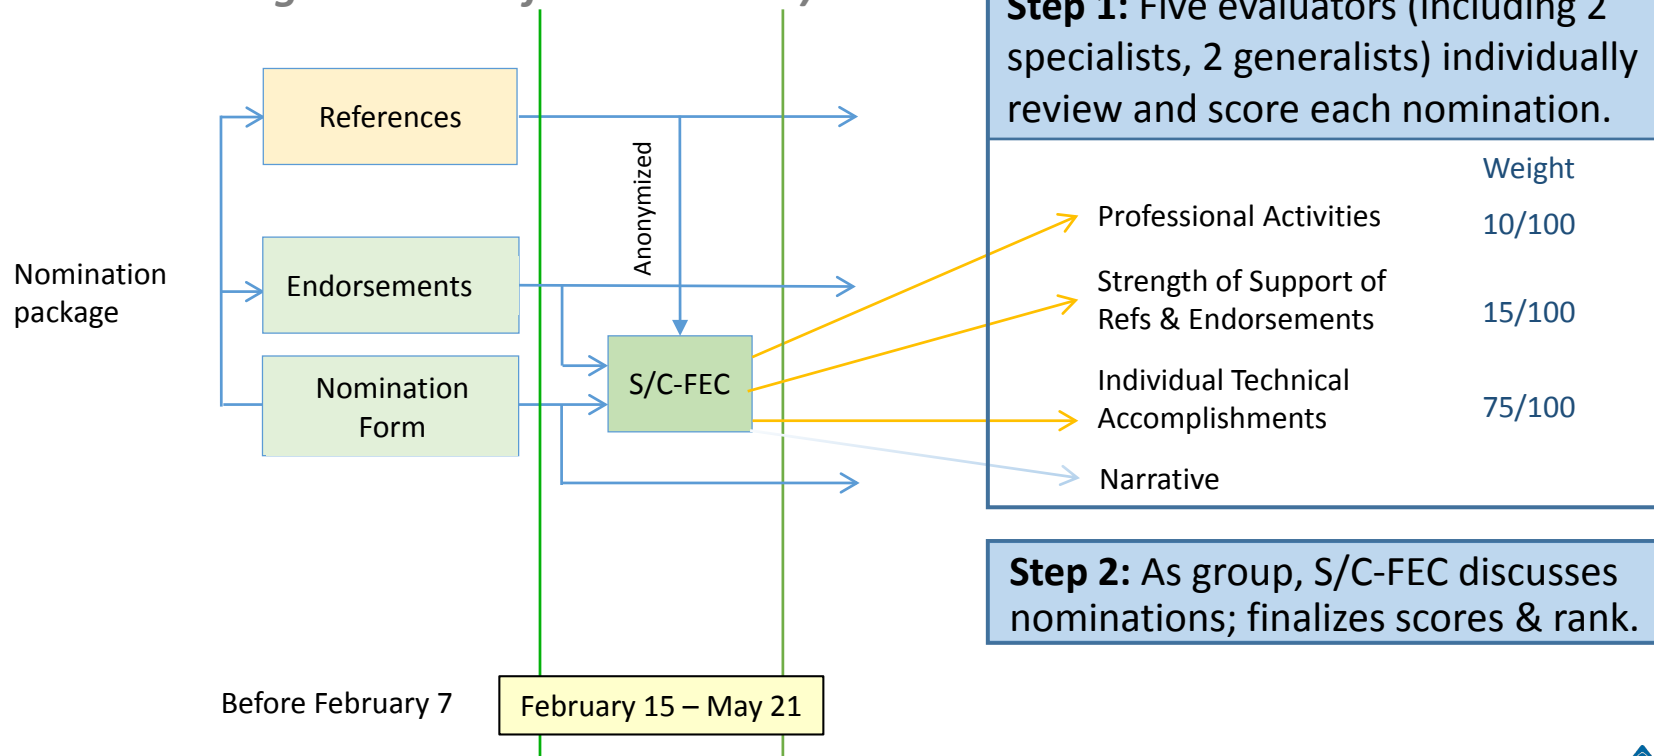 Step 1: Five evaluators (including 2
specialists, 2 generalists) individually
review and score each nomination.
References
Anonymized
Endorsements
Nomination
package
Nomination
Form
S/C-FEC
Weight
Professional Activities
10/100
Strength of Support of
Refs & Endorsements
15/100
Individual Technical
Accomplishments
75/100
Narrative
Step 2: As group, S/C-FEC discusses
nominations; finalizes scores & rank.
Before February 7
February 15 – May 21